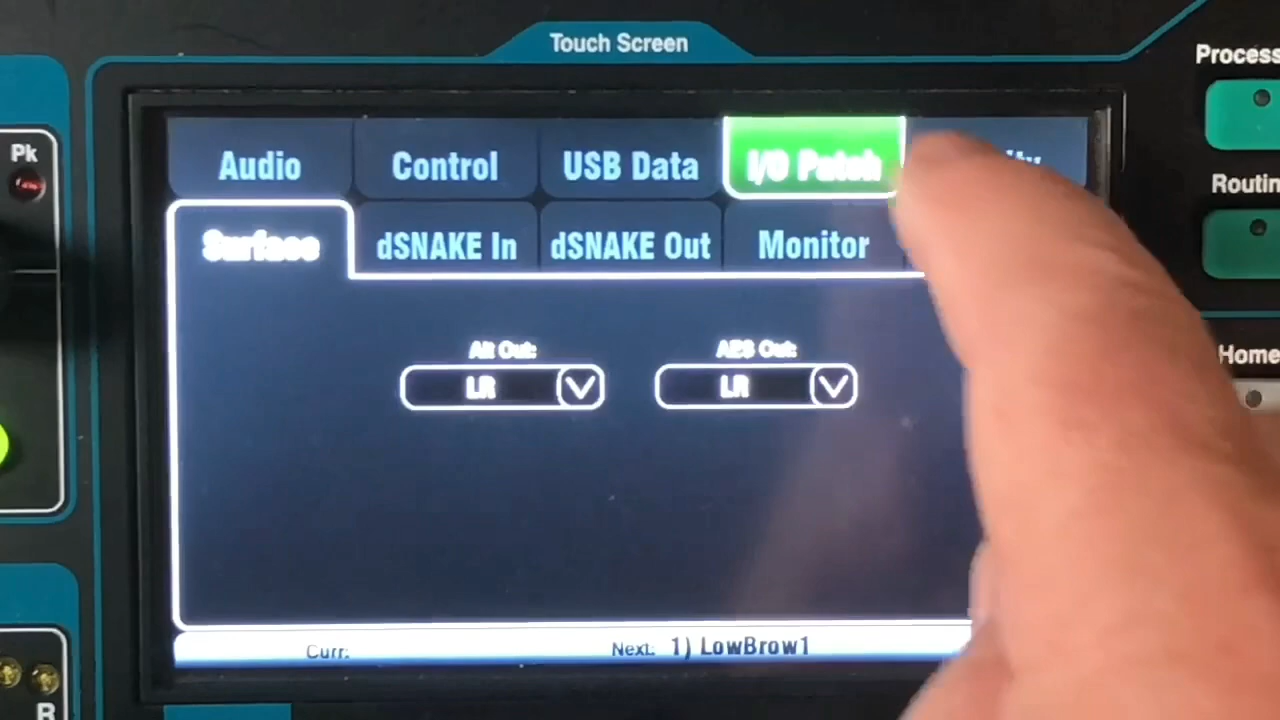 Touch Screen
Process
Pk
Audio Control USB Data I/O Patch
Routin
Surface dSNAKE In dSNAKE Out Monitor
Alt Out: AES Out:
Home
LR LR
Curr: Next: 1) LowBrow1
R